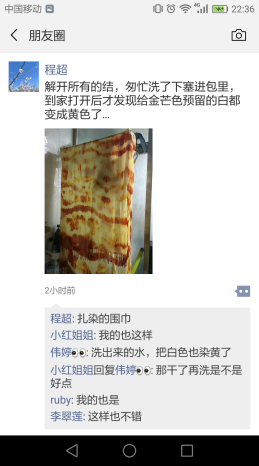 中国移动
4G
22:36
朋友圈
程超
解开所有的结，匆忙洗了下塞进包里，
到家打开后才发现给金芒色预留的白都
变成黄色了...
2小时前
程超: 扎染的围巾
小红姐姐: 我的也这样
伟婷👀: 洗出来的水，把白色也染黄了
小红姐姐回复伟婷👀: 那干了再洗是不是
好点
ruby: 我的也是
李翠莲: 这样也不错